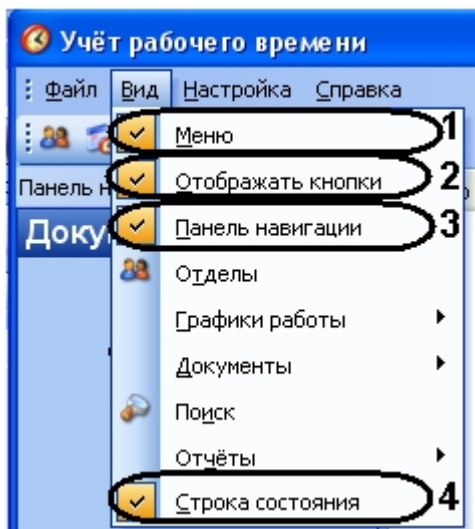 Учёт рабочего времени
Файл Вид Настройка Справка
Меню 1
Отображать кнопки 2
Панель н
Панель навигации 3
Доку
Отделы
Графики работы
Документы
Поиск
Отчёты
Строка состояния 4